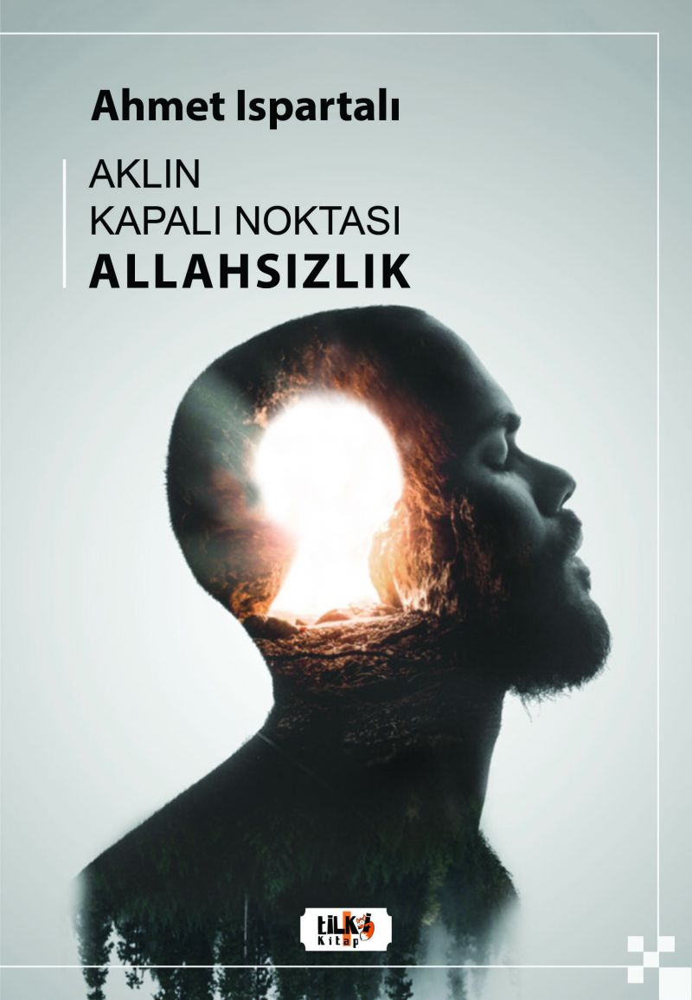 Ahmet Ispartalı
AKLIN
KAPALI NOKTASI
ALLAHSIZLIK
tiLKi
Kitap